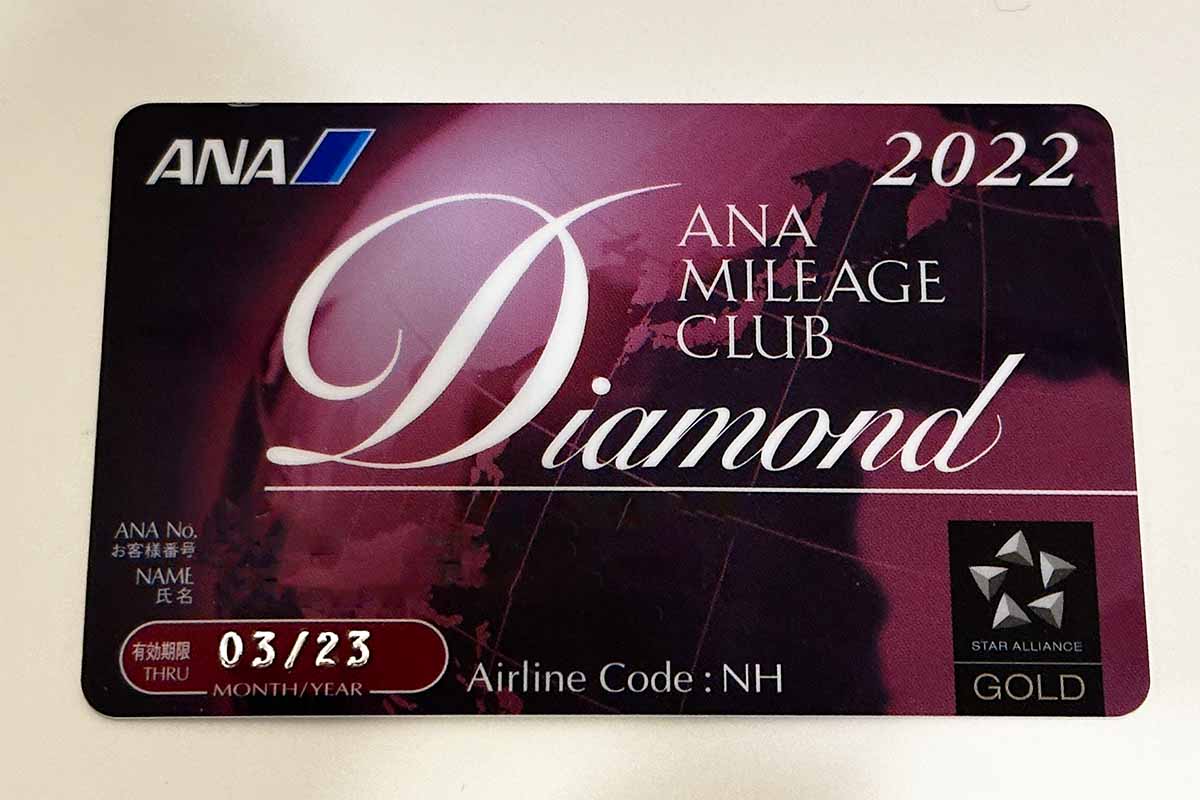 ANA
2022
ANA
MILEAGE
CLUB
Diamond
ANA No.
お客様番号
NAME
氏名
有効期限
THRU
03/23
MONTH/YEAR
Airline Code : NH
STAR ALLIANCE
GOLD